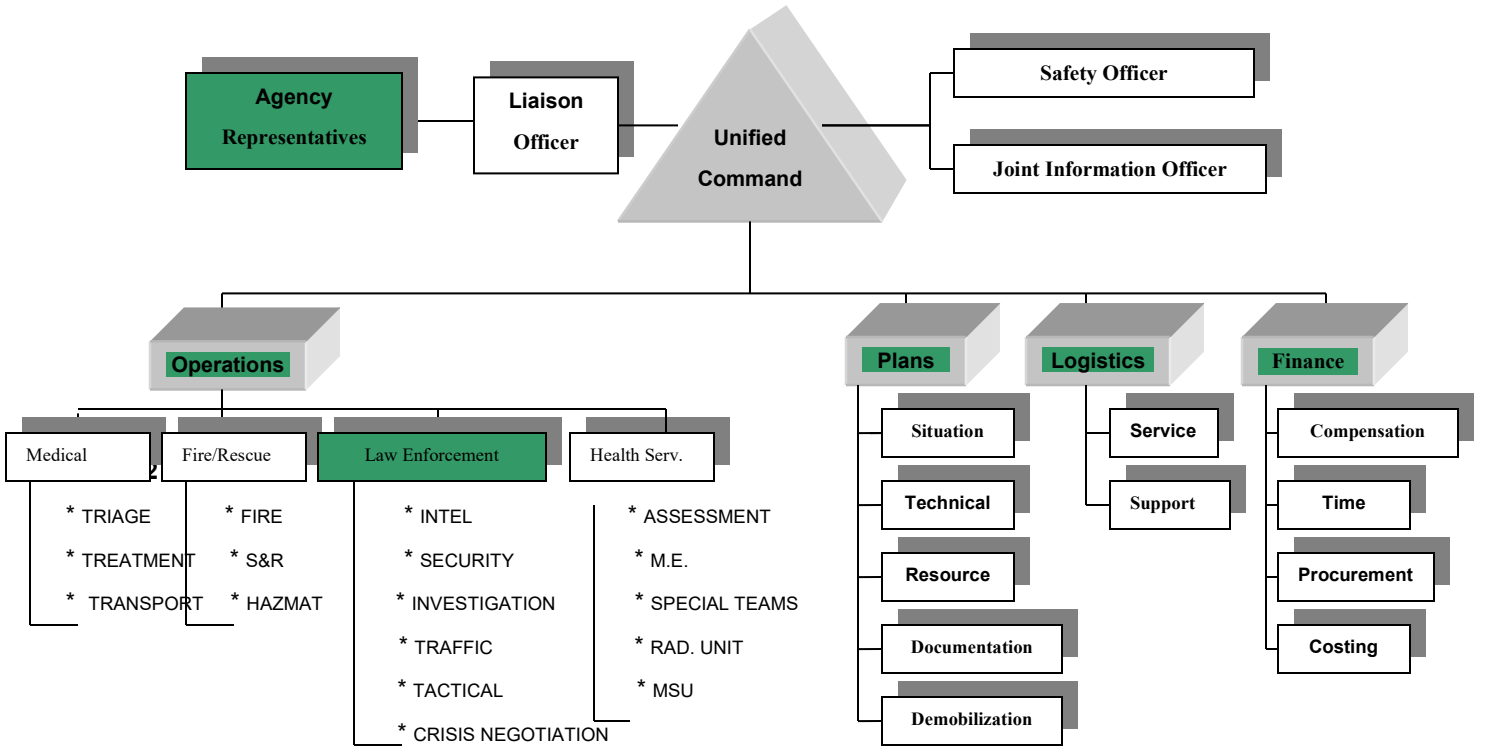 Agency
Representatives
Liaison
Officer
Unified
Command
Safety Officer
Joint Information Officer
Operations
Plans
Logistics
Finance
Medical
Fire/Rescue
Law Enforcement
Health Serv.
2
* TRIAGE
* TREATMENT
* TRANSPORT
* FIRE
* S&R
* HAZMAT
* INTEL
* SECURITY
* INVESTIGATION
* TRAFFIC
* TACTICAL
* CRISIS NEGOTIATION
* ASSESSMENT
* M.E.
* SPECIAL TEAMS
* RAD. UNIT
* MSU
Situation
Technical
Resource
Documentation
Demobilization
Service
Support
Compensation
Time
Procurement
Costing